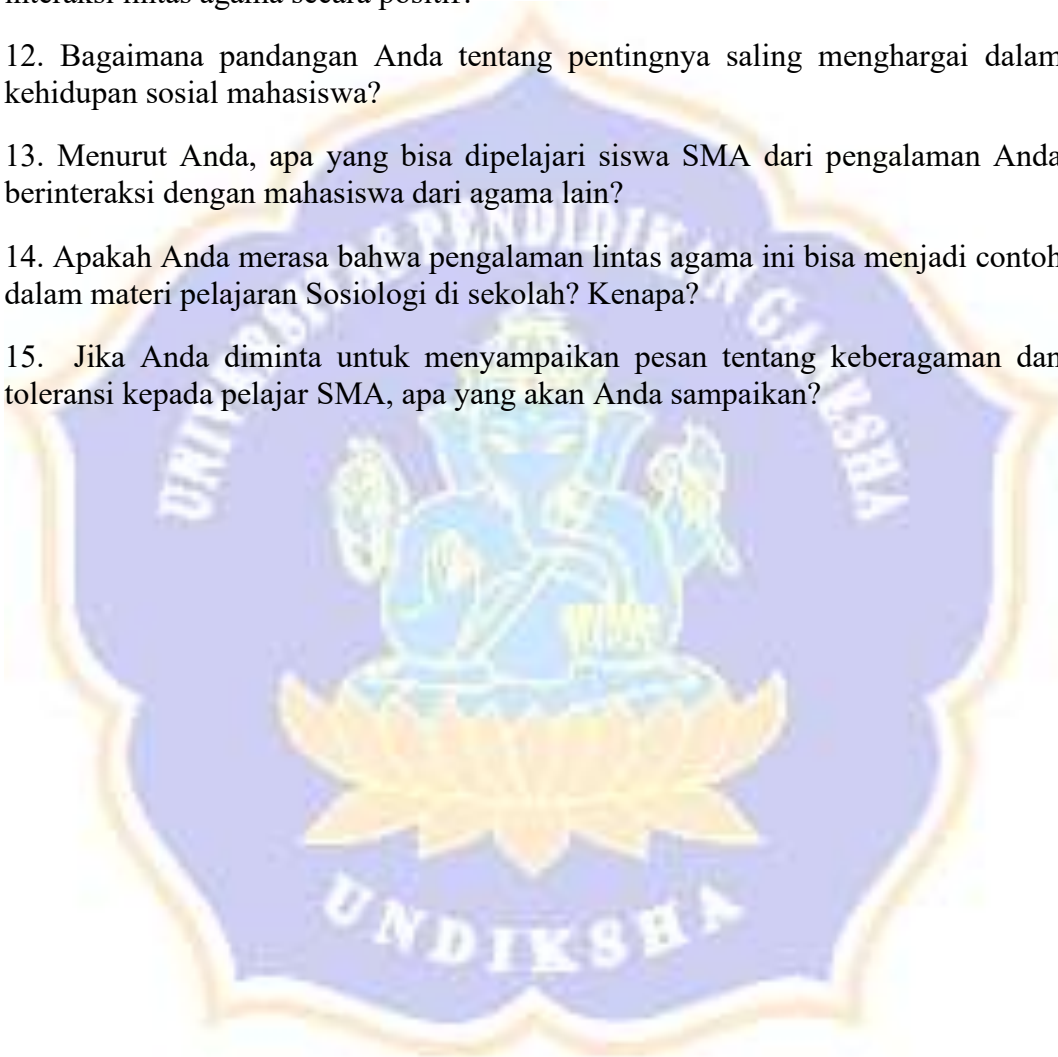 interaksi lintas agama secara positif?
12. Bagaimana pandangan Anda tentang pentingnya saling menghargai dalam
kehidupan sosial mahasiswa?
13. Menurut Anda, apa yang bisa dipelajari siswa SMA dari pengalaman Anda
berinteraksi dengan mahasiswa dari agama lain?
14. Apakah Anda merasa bahwa pengalaman lintas agama ini bisa menjadi contoh
dalam materi pelajaran Sosiologi di sekolah? Kenapa?
15. Jika Anda diminta untuk menyampaikan pesan tentang keberagaman dan
toleransi kepada pelajar SMA, apa yang akan Anda sampaikan?
UNIVERSITAS PENDIDIKAN GANESHA
UNDIKSHA